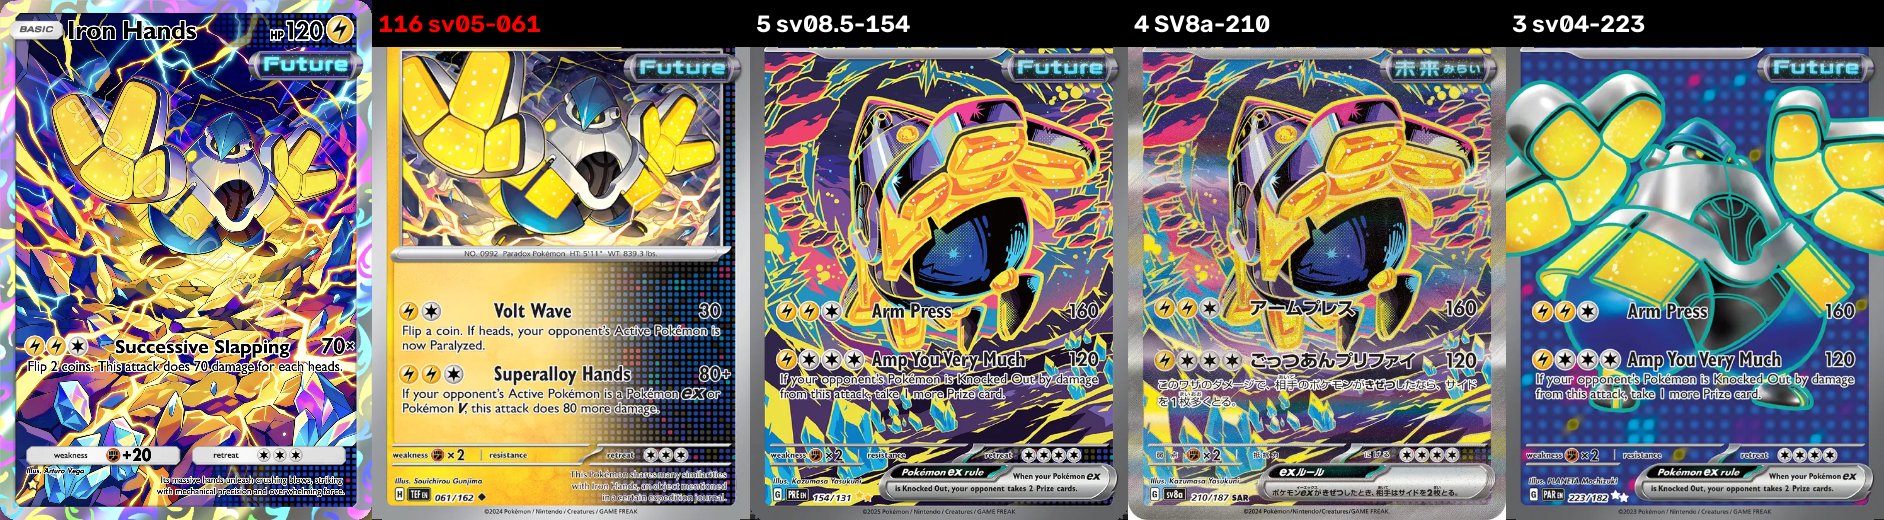 BASIC
Iron Hands
HP 120
Future
Successive Slapping 70×
Flip 2 coins. This attack does 70 damage for each heads.
weakness +20
retreat
Illus. Arturo Vega
Its massive hands unleash crushing blows, striking
with mechanical precision and overwhelming force.
116 sv05-061
Future
NO. 0992 Paradox Pokémon HT: 5'11" WT: 839.3 lbs.
Volt Wave 30
Flip a coin. If heads, your opponent's Active Pokémon is
now Paralyzed.
Superalloy Hands 80+
If your opponent's Active Pokémon is a Pokémon ex or
Pokémon V, this attack does 80 more damage.
weakness ×2 resistance retreat
Illus. Souichirou Gunjima
This Pokémon shares many similarities
with Iron Hands, an object mentioned
in a certain expedition journal.
H TEF EN 061/162
©2024 Pokémon / Nintendo / Creatures / GAME FREAK
5 sv08.5-154
Future
Arm Press 160
Amp You Very Much 120
If your opponent's Pokémon is Knocked Out by damage
from this attack, take 1 more Prize card.
weakness ×2 resistance retreat
Illus. Kazumasa Yasukuni
Pokémon ex rule When your Pokémon ex
is Knocked Out, your opponent takes 2 Prize cards.
G PRE EN 154/131
©2025 Pokémon / Nintendo / Creatures / GAME FREAK
4 SV8a-210
未来 みらい
アームプレス 160
ごっつあんプリファイ 120
このワザのダメージで、相手のポケモンがきぜつしたなら、サイド
を1枚多くとる。
弱点 ×2 抵抗力 にげる
Illus. Kazumasa Yasukuni
exルール
ポケモンexがきぜつしたとき、相手はサイドを2枚とる。
G sv8a 210/187 SAR
©2024 Pokémon/Nintendo/Creatures/GAME FREAK.
3 sv04-223
Future
Arm Press 160
Amp You Very Much 120
If your opponent's Pokémon is Knocked Out by damage
from this attack, take 1 more Prize card.
weakness ×2 resistance retreat
Illus. PLANETA Mochizuki
Pokémon ex rule When your Pokémon ex
is Knocked Out, your opponent takes 2 Prize cards.
G PAR EN 223/182
©2023 Pokémon / Nintendo / Creatures / GAME FREAK